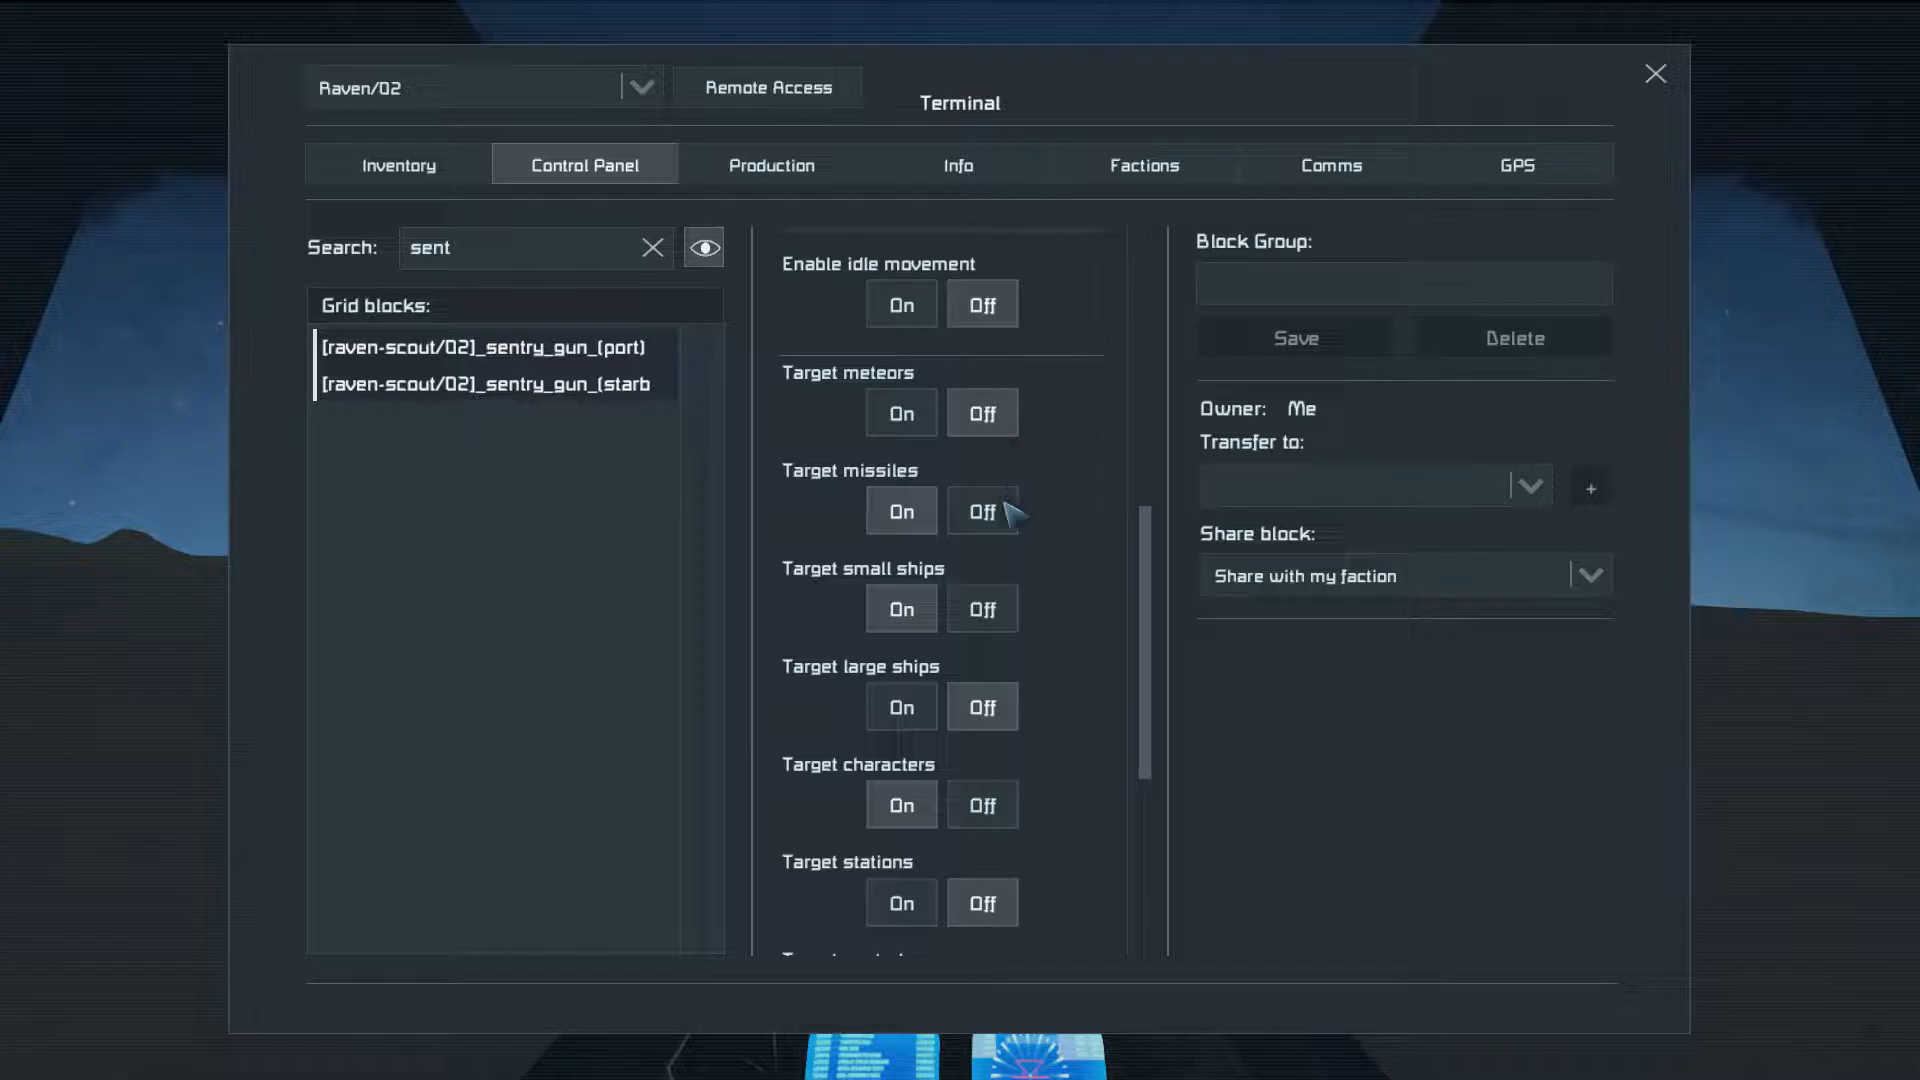 Raven/02
Remote Access
Terminal
Inventory
Control Panel
Production
Info
Factions
Comms
GPS
Search:
sent
Grid blocks:
[raven-scout/02]_sentry_gun_(port)
[raven-scout/02]_sentry_gun_(starb
Enable idle movement
On Off
Target meteors
On Off
Target missiles
On Off
Target small ships
On Off
Target large ships
On Off
Target characters
On Off
Target stations
On Off
Block Group:
Save
Delete
Owner: Me
Transfer to:
+
Share block:
Share with my faction